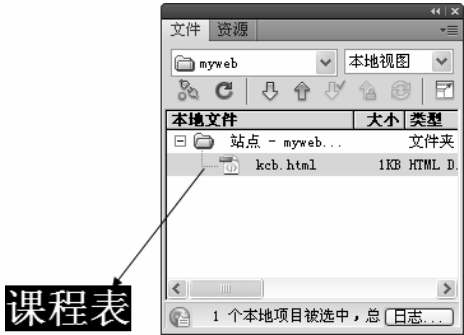 文件 资源
myweb 本地视图
本地文件 大小 类型
站点 - myweb... 文件夹
kcb.html 1KB HTML D.
课程表
1 个本地项目被选中，总 日志...